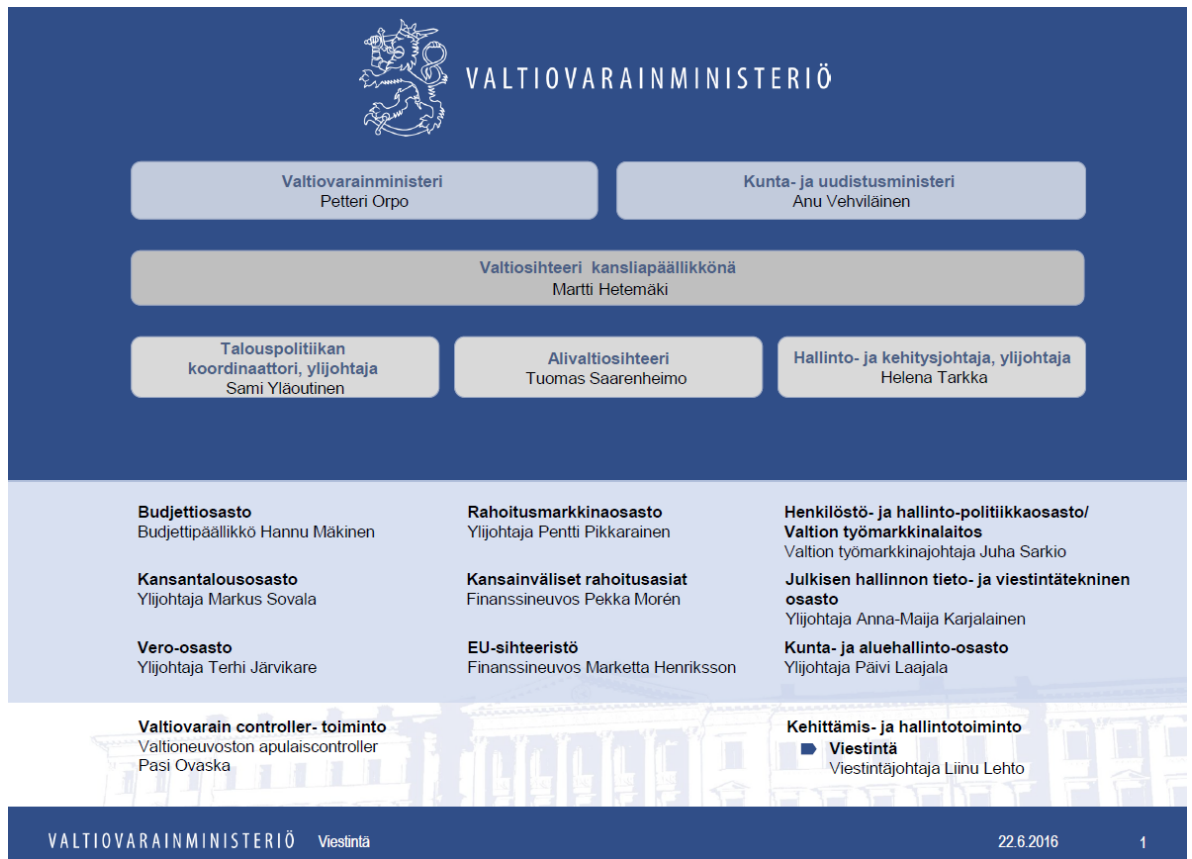 VALTIOVARAINMINISTERIÖ
Valtiovarainministeri
Petteri Orpo
Kunta- ja uudistusministeri
Anu Vehviläinen
Valtiosihteeri kansliapäällikkönä
Martti Hetemäki
Talouspolitiikan
koordinaattori, ylijohtaja
Sami Yläoutinen
Alivaltiosihteeri
Tuomas Saarenheimo
Hallinto- ja kehitysjohtaja, ylijohtaja
Helena Tarkka
Budjettiosasto
Budjettipäällikkö Hannu Mäkinen
Rahoitusmarkkinaosasto
Ylijohtaja Pentti Pikkarainen
Henkilöstö- ja hallinto-politiikkaosasto/
Valtion työmarkkinalaitos
Valtion työmarkkinajohtaja Juha Sarkio
Kansantalousosasto
Ylijohtaja Markus Sovala
Kansainväliset rahoitusasiat
Finanssineuvos Pekka Morén
Julkisen hallinnon tieto- ja viestintätekninen
osasto
Ylijohtaja Anna-Maija Karjalainen
Vero-osasto
Ylijohtaja Terhi Järvikare
EU-sihteeristö
Finanssineuvos Marketta Henriksson
Kunta- ja aluehallinto-osasto
Ylijohtaja Päivi Laajala
Valtiovarain controller- toiminto
Valtioneuvoston apulaiscontroller
Pasi Ovaska
Kehittämis- ja hallintotoiminto
Viestintä
Viestintäjohtaja Liinu Lehto
VALTIOVARAINMINISTERIÖ Viestintä 22.6.2016 1